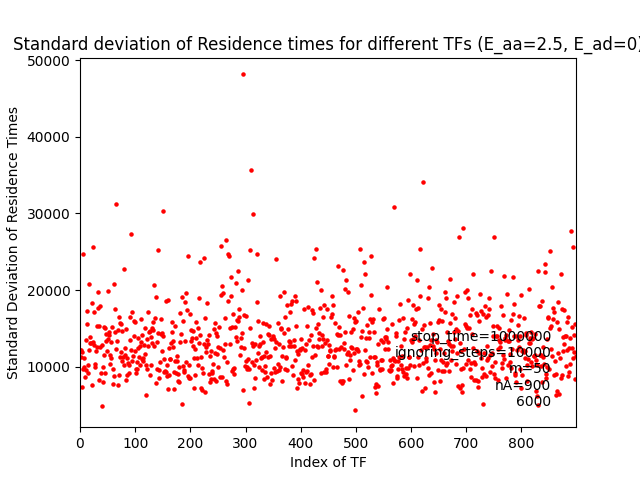 Standard deviation of Residence times for different TFs (E_aa=2.5, E_ad=0)
50000
40000
30000
20000
10000
Standard Deviation of Residence Times
stop_time=1000000
ignoring_steps=10000
m=50
nA=900
6000
0 100 200 300 400 500 600 700 800
Index of TF